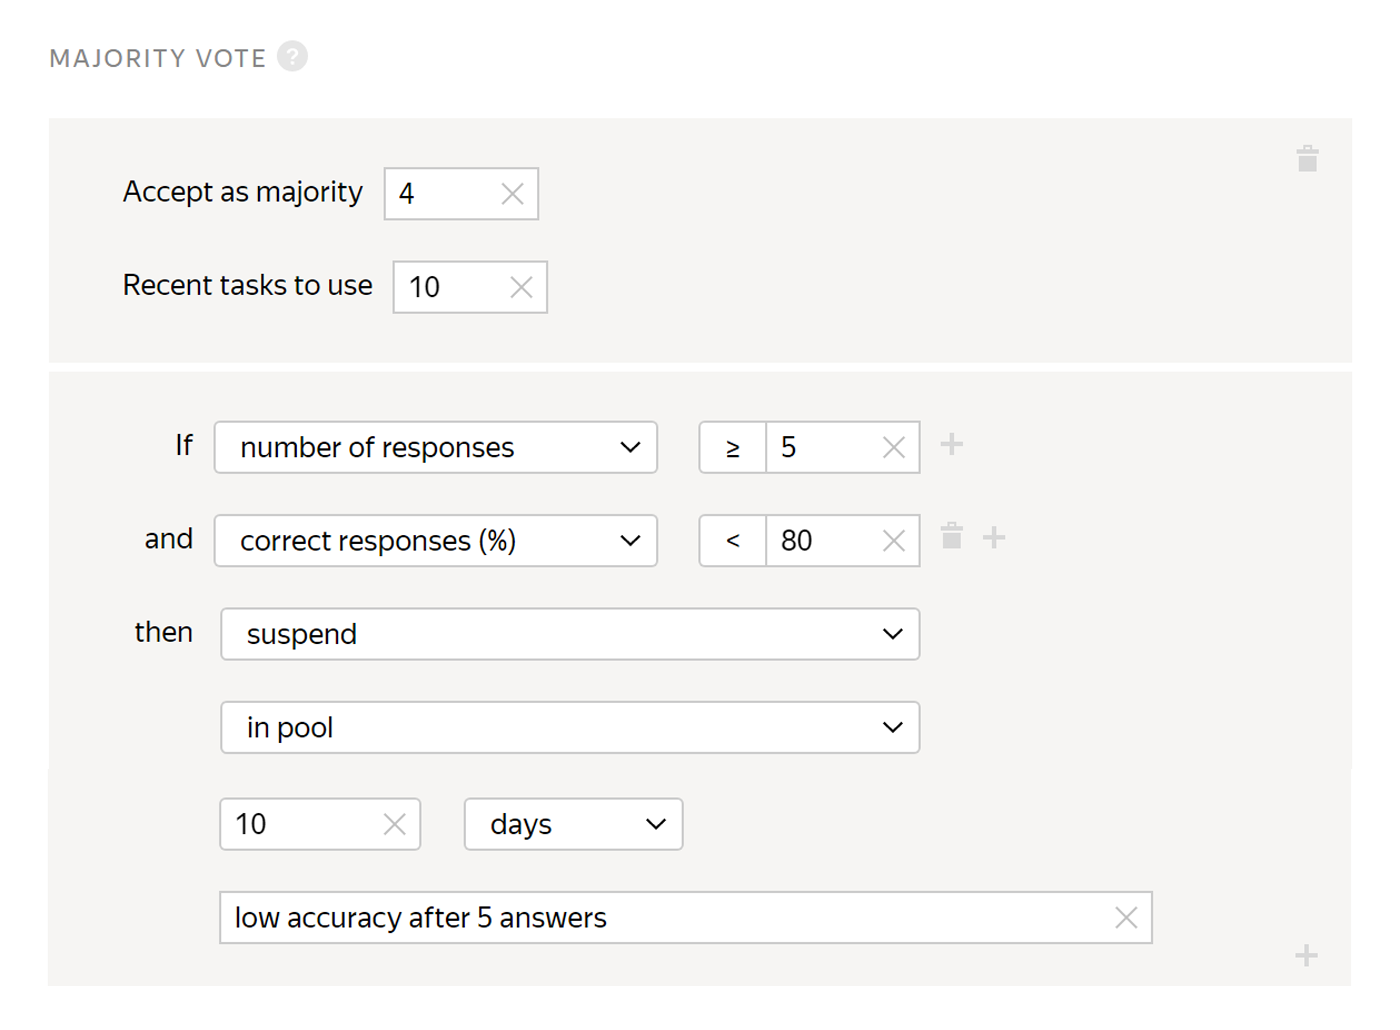 MAJORITY VOTE ?
Accept as majority 4
Recent tasks to use 10
If number of responses ≥ 5
and correct responses (%) < 80
then suspend
in pool
10 days
low accuracy after 5 answers